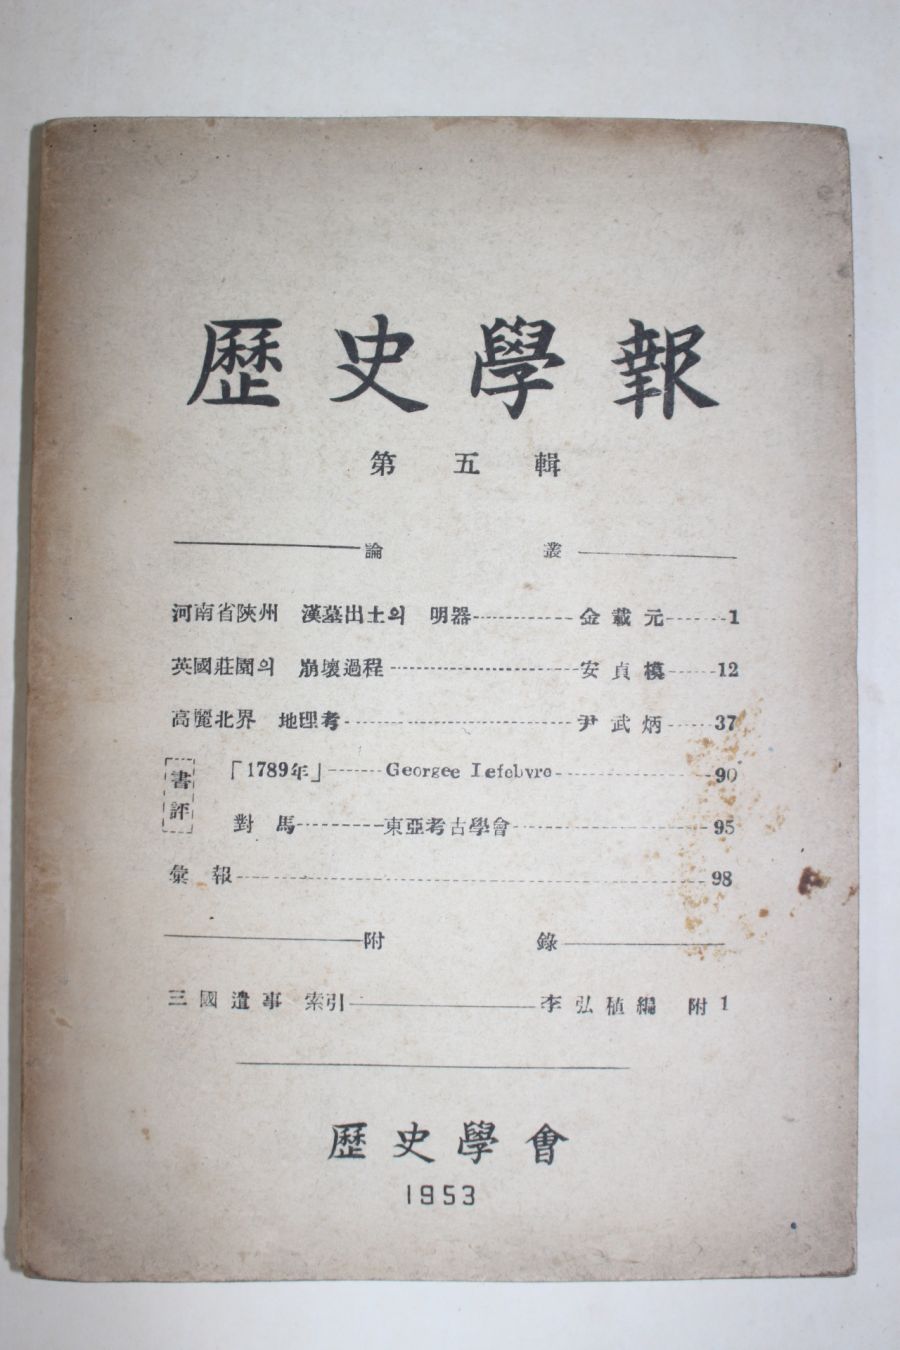 歷史學報
第五輯
論叢
河南省陝州 漢墓出土의 明器 金載元 1
英國莊園의 崩壞過程 安貞模 12
高麗北界 地理考 尹武炳 37
書評
「1789年」 Georgee Lefebvre 90
對馬 東亞考古學會 95
彙報 98
附錄
三國遺事 索引 李弘稙編 附1
歷史學會
1953